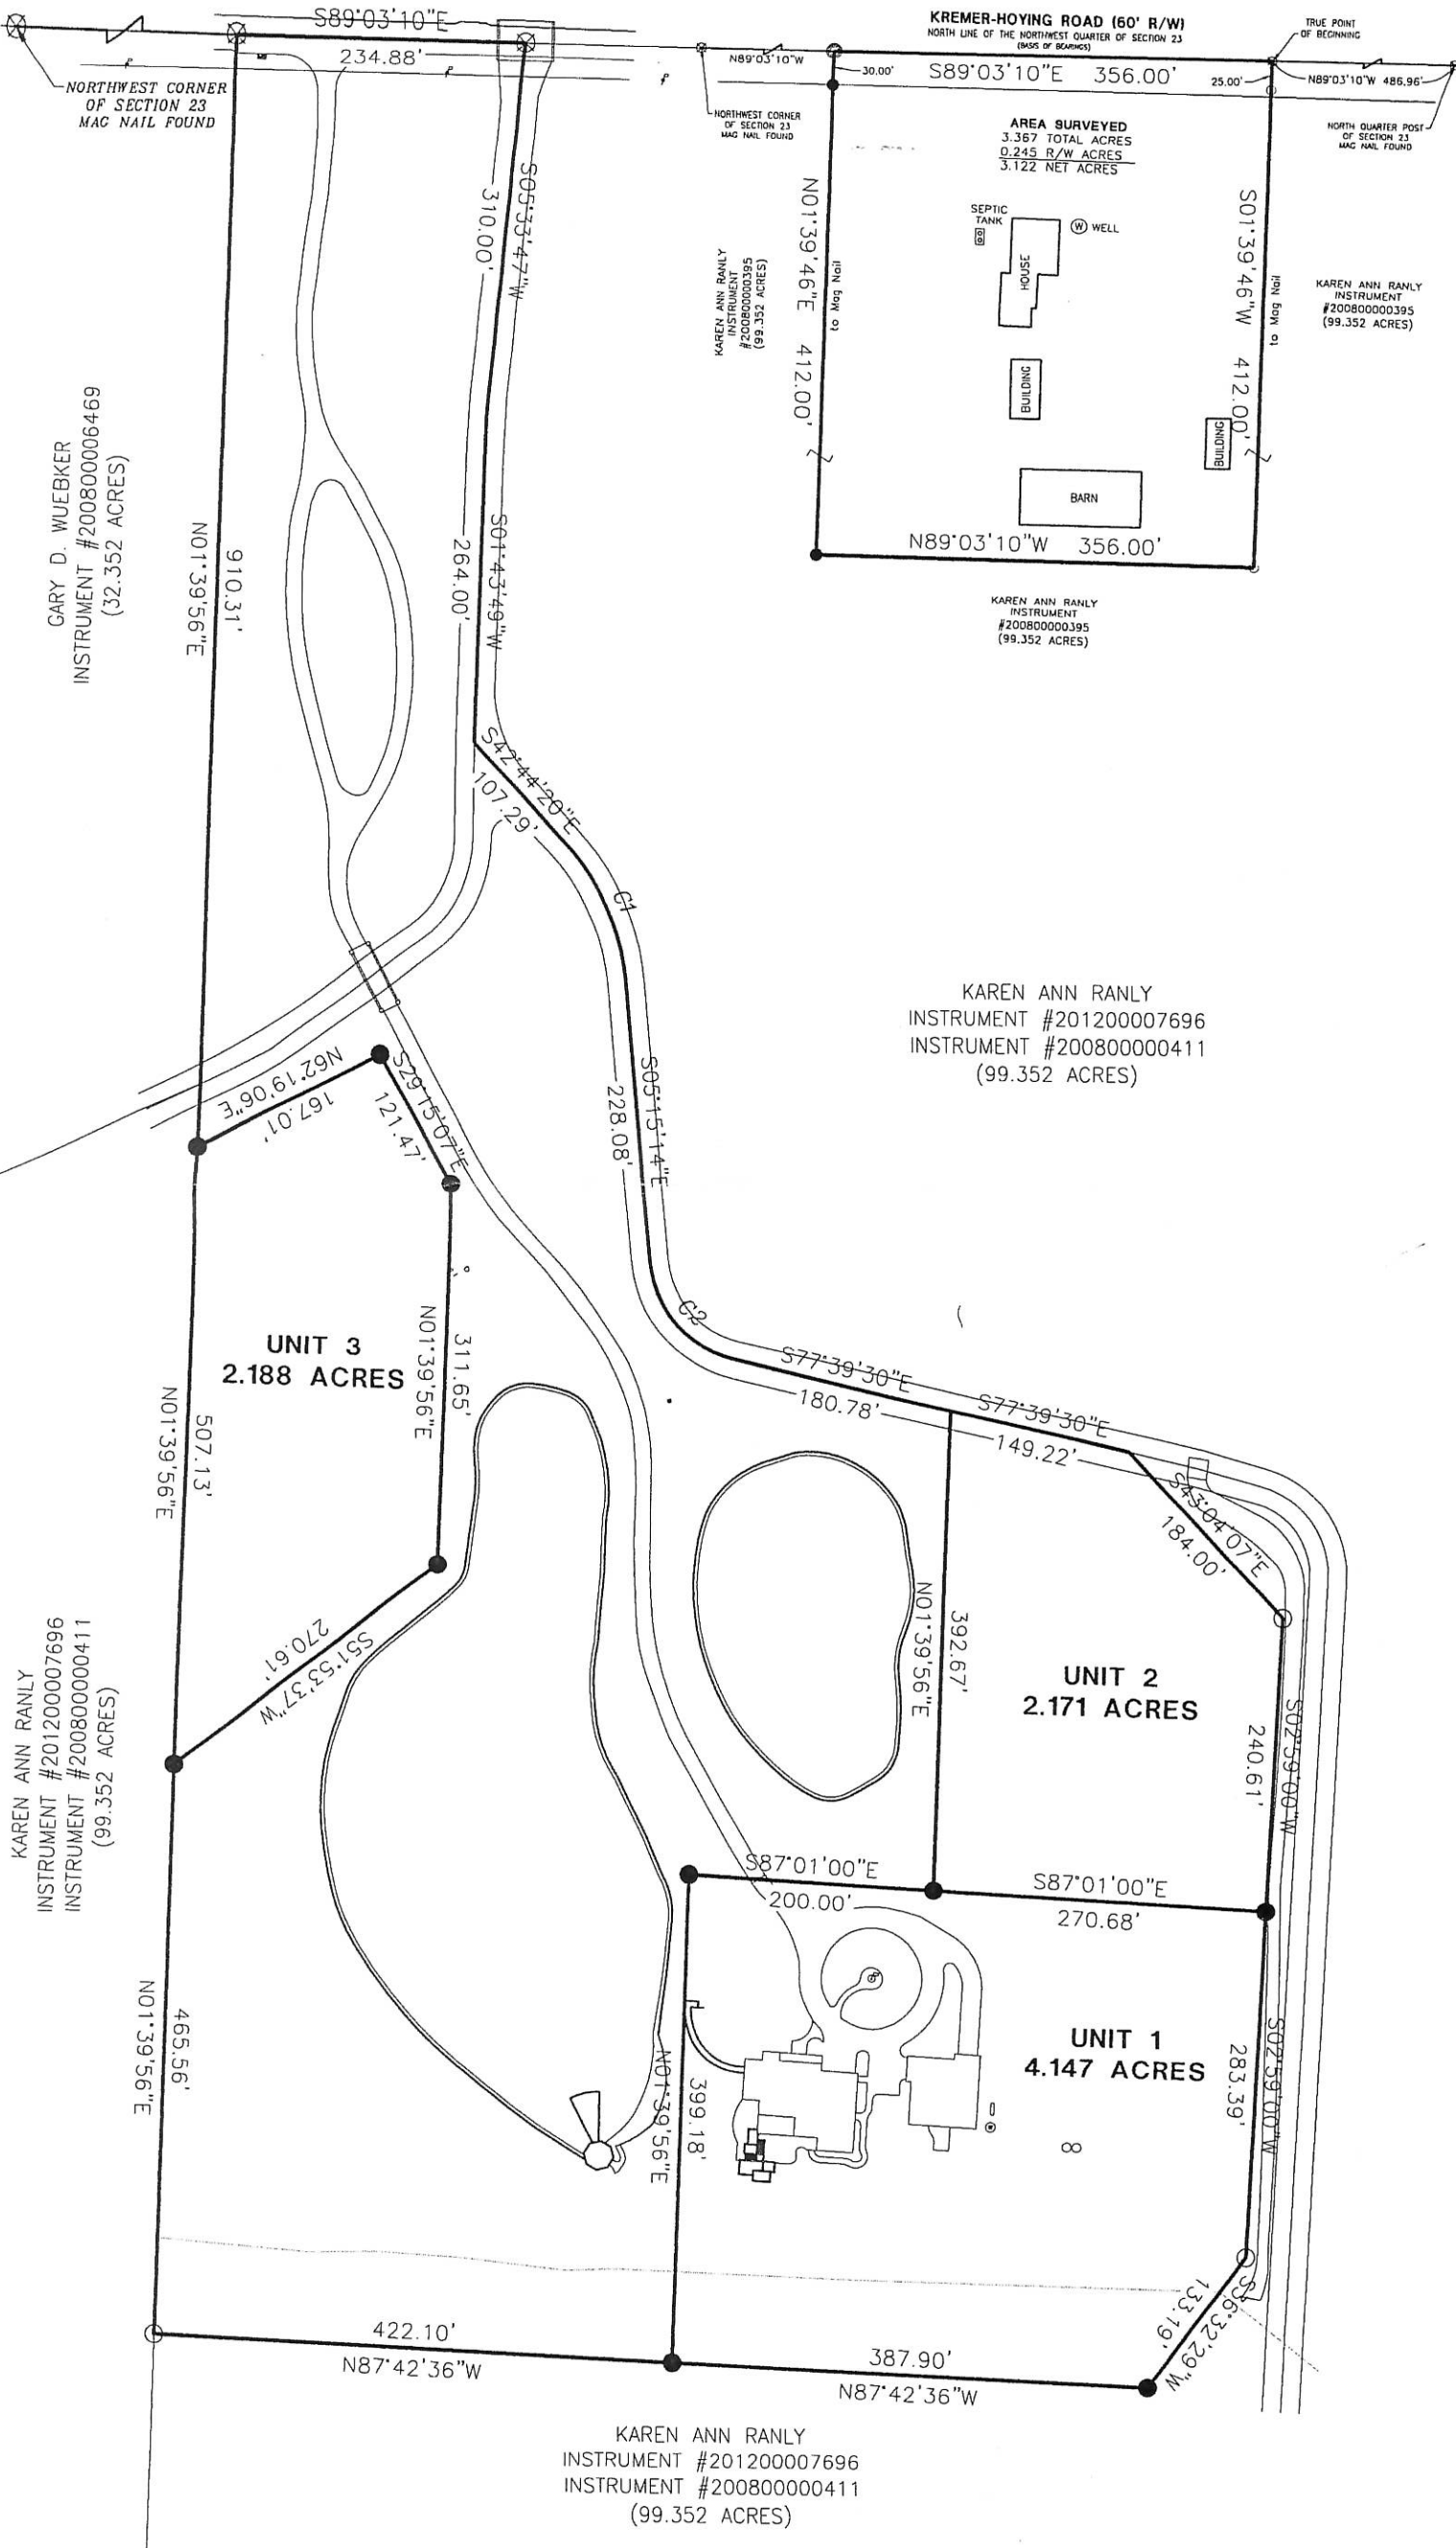 S89°03'10"E
234.88'
NORTHWEST CORNER
OF SECTION 23
MAG NAIL FOUND
KREMER-HOYING ROAD (60' R/W)
NORTH LINE OF THE NORTHWEST QUARTER OF SECTION 23
(BASIS OF BEARINGS)
TRUE POINT
OF BEGINNING
N89°03'10"W
30.00'
S89°03'10"E 356.00'
25.00'
N89°03'10"W 486.96'
NORTHWEST CORNER
OF SECTION 23
MAG NAIL FOUND
NORTH QUARTER POST
OF SECTION 23
MAG NAIL FOUND
AREA SURVEYED
3.367 TOTAL ACRES
0.245 R/W ACRES
3.122 NET ACRES
SEPTIC
TANK
W WELL
HOUSE
BUILDING
BUILDING
BARN
N01°39'46"E 412.00'
to Mag Nail
S01°39'46"W 412.00'
to Mag Nail
KAREN ANN RANLY
INSTRUMENT
#200800000395
(99.352 ACRES)
KAREN ANN RANLY
INSTRUMENT
#200800000395
(99.352 ACRES)
N89°03'10"W 356.00'
KAREN ANN RANLY
INSTRUMENT
#200800000395
(99.352 ACRES)
S05°33'47"W
310.00'
GARY D. WUEBKER
INSTRUMENT #200800006469
(32.352 ACRES)
910.31'
N01°39'56"E
S01°43'49"W
264.00'
S42°44'20"E
107.29'
C1
KAREN ANN RANLY
INSTRUMENT #201200007696
INSTRUMENT #200800000411
(99.352 ACRES)
N62°19'06"E
167.01'
S29°15'07"E
121.47'
S05°15'14"E
228.08'
C2
UNIT 3
2.188 ACRES
311.65'
N01°39'56"E
507.13'
N01°39'56"E
S77°39'30"E
180.78'
S77°39'30"E
149.22'
S43°04'07"E
184.00'
270.61'
S51°53'37"W
392.67'
N01°39'56"E
UNIT 2
2.171 ACRES
S02°59'00"W
240.61'
KAREN ANN RANLY
INSTRUMENT #201200007696
INSTRUMENT #200800000411
(99.352 ACRES)
S87°01'00"E
200.00'
S87°01'00"E
270.68'
465.56'
N01°39'56"E
399.18'
N01°39'56"E
UNIT 1
4.147 ACRES
S02°59'00"W
283.39'
S36°32'29"W
133.19'
422.10'
N87°42'36"W
387.90'
N87°42'36"W
KAREN ANN RANLY
INSTRUMENT #201200007696
INSTRUMENT #200800000411
(99.352 ACRES)